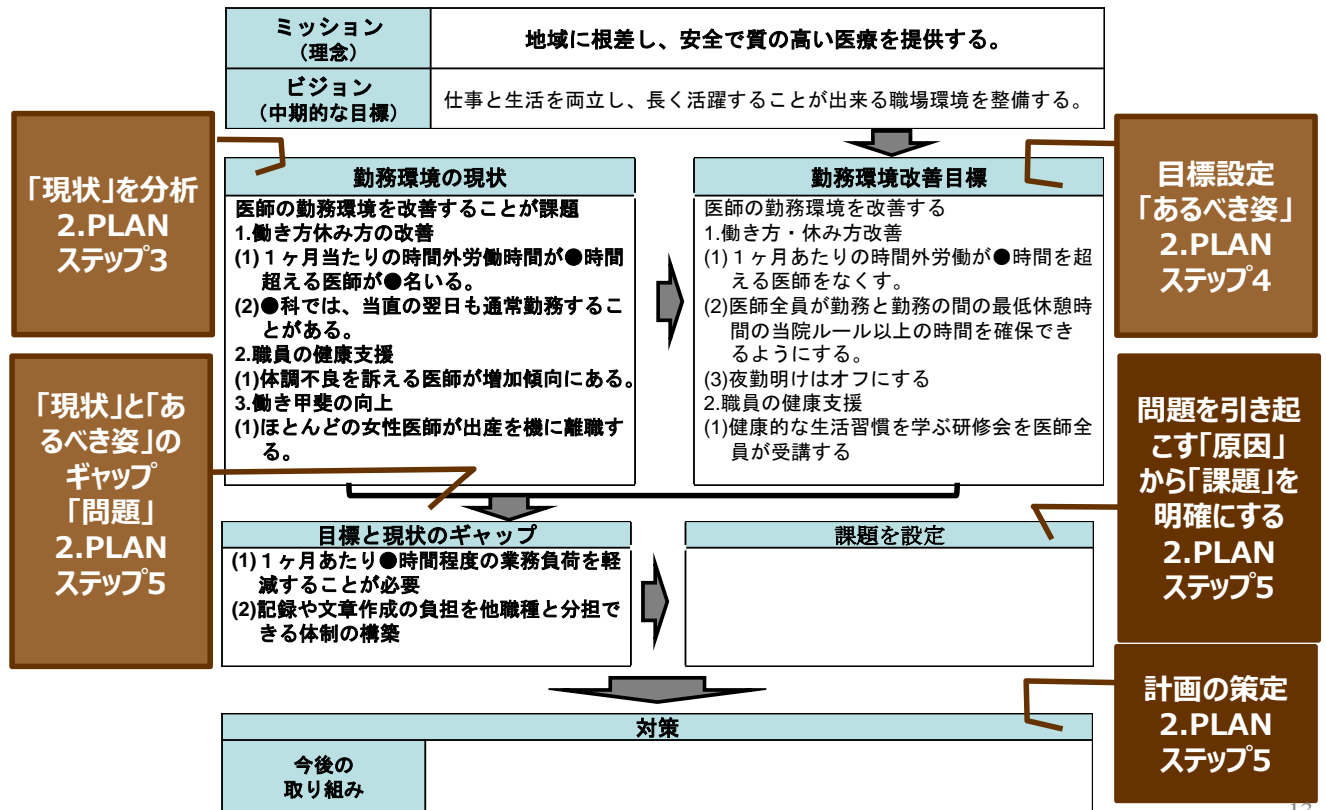 ミッション
（理念）
地域に根差し、安全で質の高い医療を提供する。
ビジョン
（中期的な目標）
仕事と生活を両立し、長く活躍することが出来る職場環境を整備する。
「現状」を分析
2.PLAN
ステップ3
勤務環境の現状
医師の勤務環境を改善することが課題
1.働き方休み方の改善
(1)１ヶ月当たりの時間外労働時間が●時間
超える医師が●名いる。
(2)●科では、当直の翌日も通常勤務するこ
とがある。
2.職員の健康支援
(1)体調不良を訴える医師が増加傾向にある。
3.働き甲斐の向上
(1)ほとんどの女性医師が出産を機に離職す
る。
勤務環境改善目標
医師の勤務環境を改善する
1.働き方・休み方改善
(1)１ヶ月あたりの時間外労働が●時間を超
える医師をなくす。
(2)医師全員が勤務と勤務の間の最低休憩時
間の当院ルール以上の時間を確保でき
るようにする。
(3)夜勤明けはオフにする
2.職員の健康支援
(1)健康的な生活習慣を学ぶ研修会を医師全
員が受講する
目標設定
「あるべき姿」
2.PLAN
ステップ4
「現状」と「あ
るべき姿」の
ギャップ
「問題」
2.PLAN
ステップ5
目標と現状のギャップ
(1)１ヶ月あたり●時間程度の業務負荷を軽
減することが必要
(2)記録や文章作成の負担を他職種と分担で
きる体制の構築
課題を設定
問題を引き起
こす「原因」
から「課題」を
明確にする
2.PLAN
ステップ5
対策
今後の
取り組み
計画の策定
2.PLAN
ステップ5